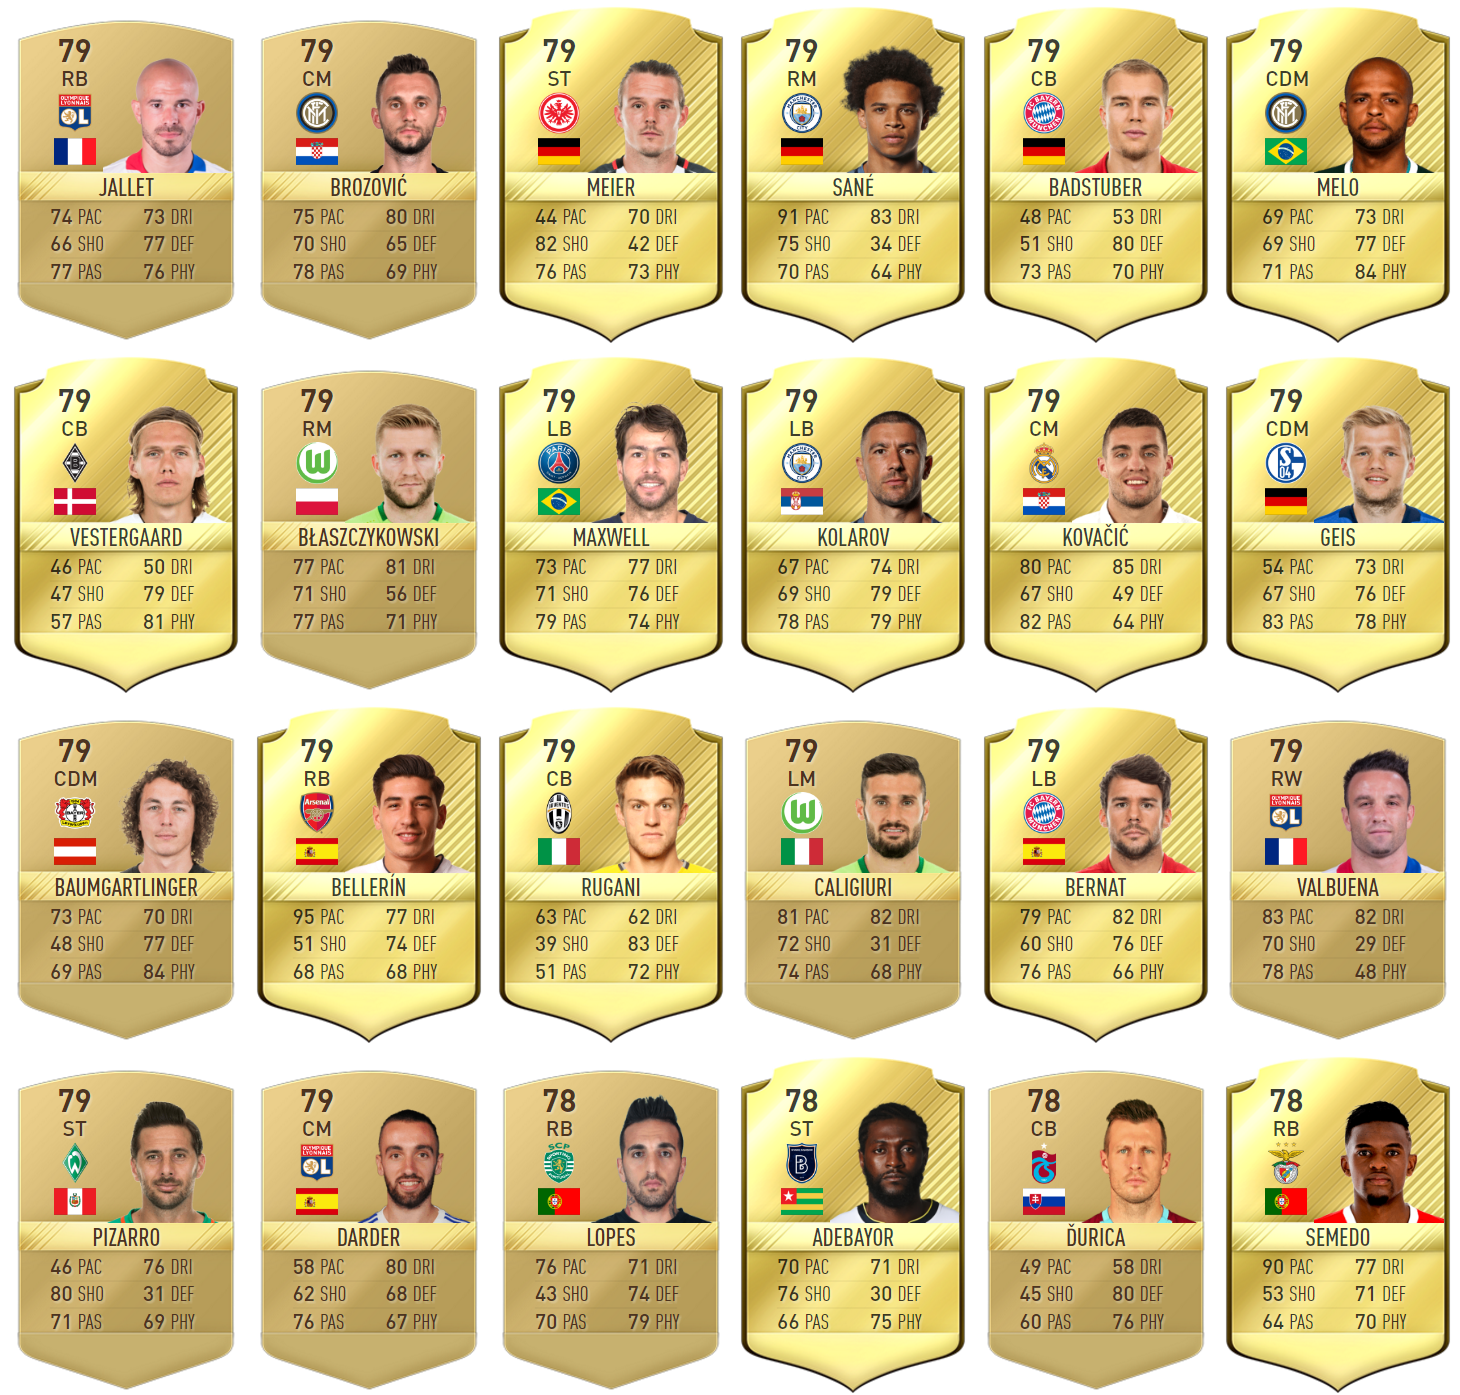 79 RB
JALLET
74 PAC 73 DRI
66 SHO 77 DEF
77 PAS 76 PHY
79 CM
BROZOVIĆ
75 PAC 80 DRI
70 SHO 65 DEF
78 PAS 69 PHY
79 ST
MEIER
44 PAC 70 DRI
82 SHO 42 DEF
76 PAS 73 PHY
79 RM
SANÉ
91 PAC 83 DRI
75 SHO 34 DEF
70 PAS 64 PHY
79 CB
BADSTUBER
48 PAC 53 DRI
51 SHO 80 DEF
73 PAS 70 PHY
79 CDM
MELO
69 PAC 73 DRI
69 SHO 77 DEF
71 PAS 84 PHY
79 CB
VESTERGAARD
46 PAC 50 DRI
47 SHO 79 DEF
57 PAS 81 PHY
79 RM
BŁASZCZYKOWSKI
77 PAC 81 DRI
71 SHO 56 DEF
77 PAS 71 PHY
79 LB
MAXWELL
73 PAC 77 DRI
71 SHO 76 DEF
79 PAS 74 PHY
79 LB
KOLAROV
67 PAC 74 DRI
69 SHO 79 DEF
78 PAS 79 PHY
79 CM
KOVAČIĆ
80 PAC 85 DRI
67 SHO 49 DEF
82 PAS 64 PHY
79 CDM
GEIS
54 PAC 73 DRI
67 SHO 76 DEF
83 PAS 78 PHY
79 CDM
BAUMGARTLINGER
73 PAC 70 DRI
48 SHO 77 DEF
69 PAS 84 PHY
79 RB
Arsenal
BELLERÍN
95 PAC 77 DRI
51 SHO 74 DEF
68 PAS 68 PHY
79 CB
RUGANI
63 PAC 62 DRI
39 SHO 83 DEF
51 PAS 72 PHY
79 LM
CALIGIURI
81 PAC 82 DRI
72 SHO 31 DEF
74 PAS 68 PHY
79 LB
BERNAT
79 PAC 82 DRI
60 SHO 76 DEF
76 PAS 66 PHY
79 RW
VALBUENA
83 PAC 82 DRI
70 SHO 29 DEF
78 PAS 48 PHY
79 ST
PIZARRO
46 PAC 76 DRI
80 SHO 31 DEF
71 PAS 69 PHY
79 CM
DARDER
58 PAC 80 DRI
62 SHO 68 DEF
76 PAS 67 PHY
78 RB
SCP
LOPES
76 PAC 71 DRI
43 SHO 74 DEF
70 PAS 79 PHY
78 ST
ADEBAYOR
70 PAC 71 DRI
76 SHO 30 DEF
66 PAS 75 PHY
78 CB
ĎURICA
49 PAC 58 DRI
45 SHO 80 DEF
60 PAS 76 PHY
78 RB
SEMEDO
90 PAC 77 DRI
53 SHO 71 DEF
64 PAS 70 PHY